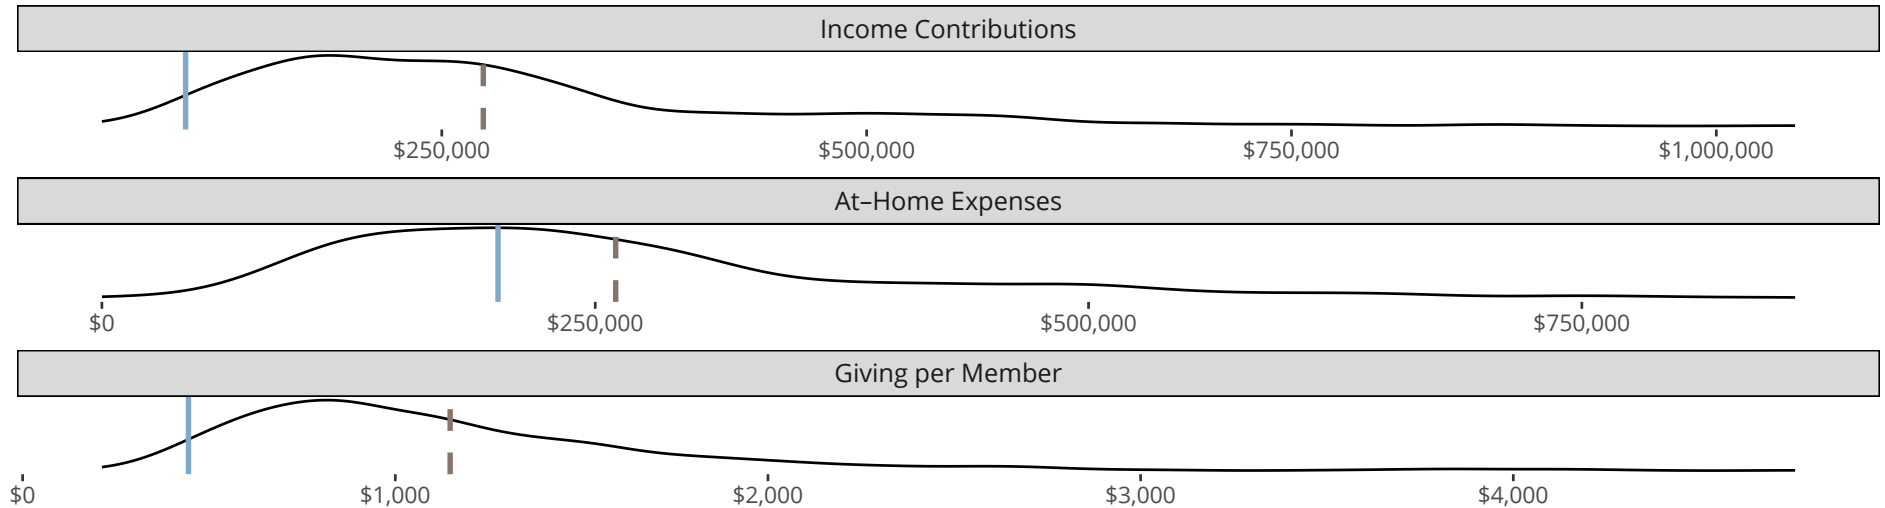 Income Contributions
$250,000 $500,000 $750,000 $1,000,000
At–Home Expenses
$0 $250,000 $500,000 $750,000
Giving per Member
$0 $1,000 $2,000 $3,000 $4,000